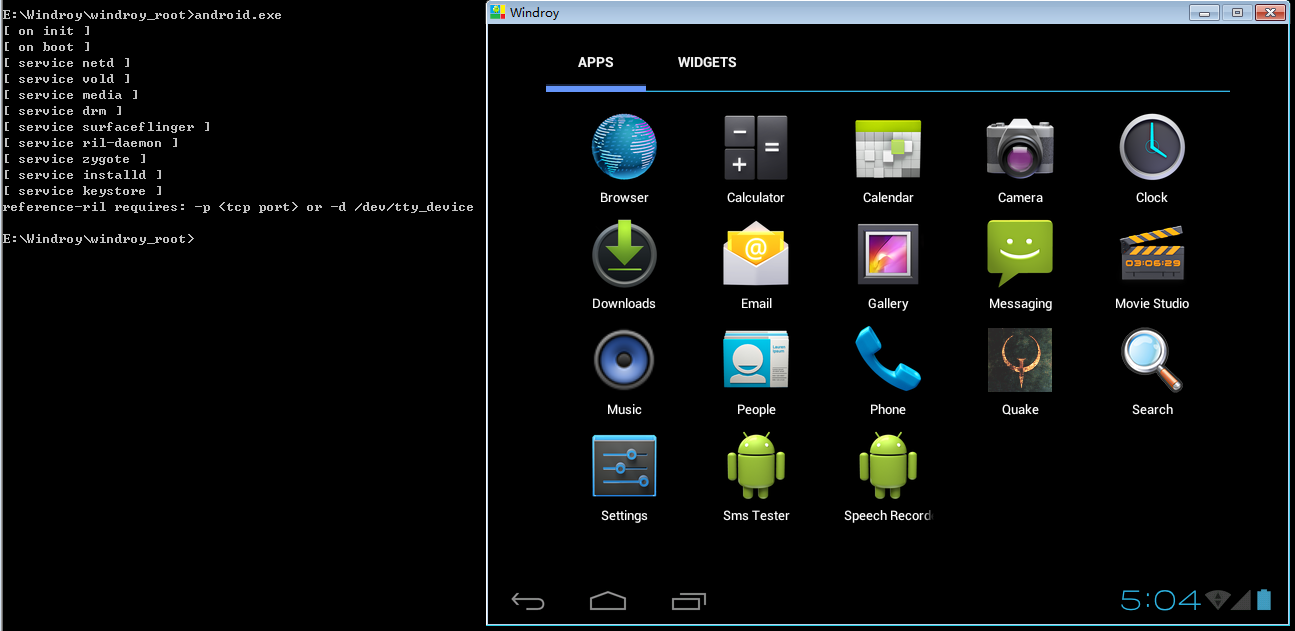 E:\Windroy\windroy_root>android.exe
[ on init ]
[ on boot ]
[ service netd ]
[ service vold ]
[ service media ]
[ service drm ]
[ service surfaceflinger ]
[ service ril-daemon ]
[ service zygote ]
[ service installd ]
[ service keystore ]
reference-ril requires: -p <tcp port> or -d /dev/tty_device
E:\Windroy\windroy_root>
Windroy
APPS WIDGETS
Browser Calculator Calendar Camera Clock
03:06:29
Downloads Email Gallery Messaging Movie Studio
Music People Phone Quake Search
Settings Sms Tester Speech Record
5:04